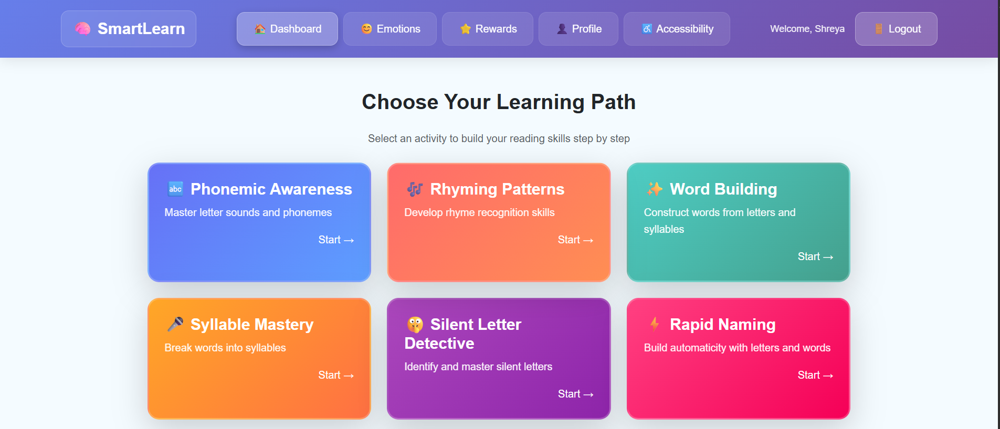 SmartLearn
Dashboard
Emotions
Rewards
Profile
Accessibility
Welcome, Shreya
Logout
Choose Your Learning Path
Select an activity to build your reading skills step by step
abc Phonemic Awareness
Master letter sounds and phonemes
Start →
Rhyming Patterns
Develop rhyme recognition skills
Start →
Word Building
Construct words from letters and
syllables
Start →
Syllable Mastery
Break words into syllables
Start →
Silent Letter
Detective
Identify and master silent letters
Start →
Rapid Naming
Build automaticity with letters and words
Start →